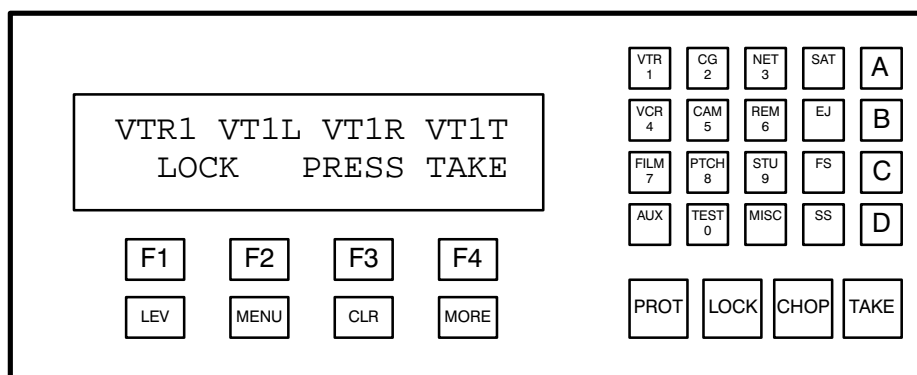 VTR1 VT1L VT1R VT1T
LOCK PRESS TAKE
F1 F2 F3 F4
LEV MENU CLR MORE
VTR 1 CG 2 NET 3 SAT A
VCR 4 CAM 5 REM 6 EJ B
FILM 7 PTCH 8 STU 9 FS C
AUX TEST 0 MISC SS D
PROT LOCK CHOP TAKE